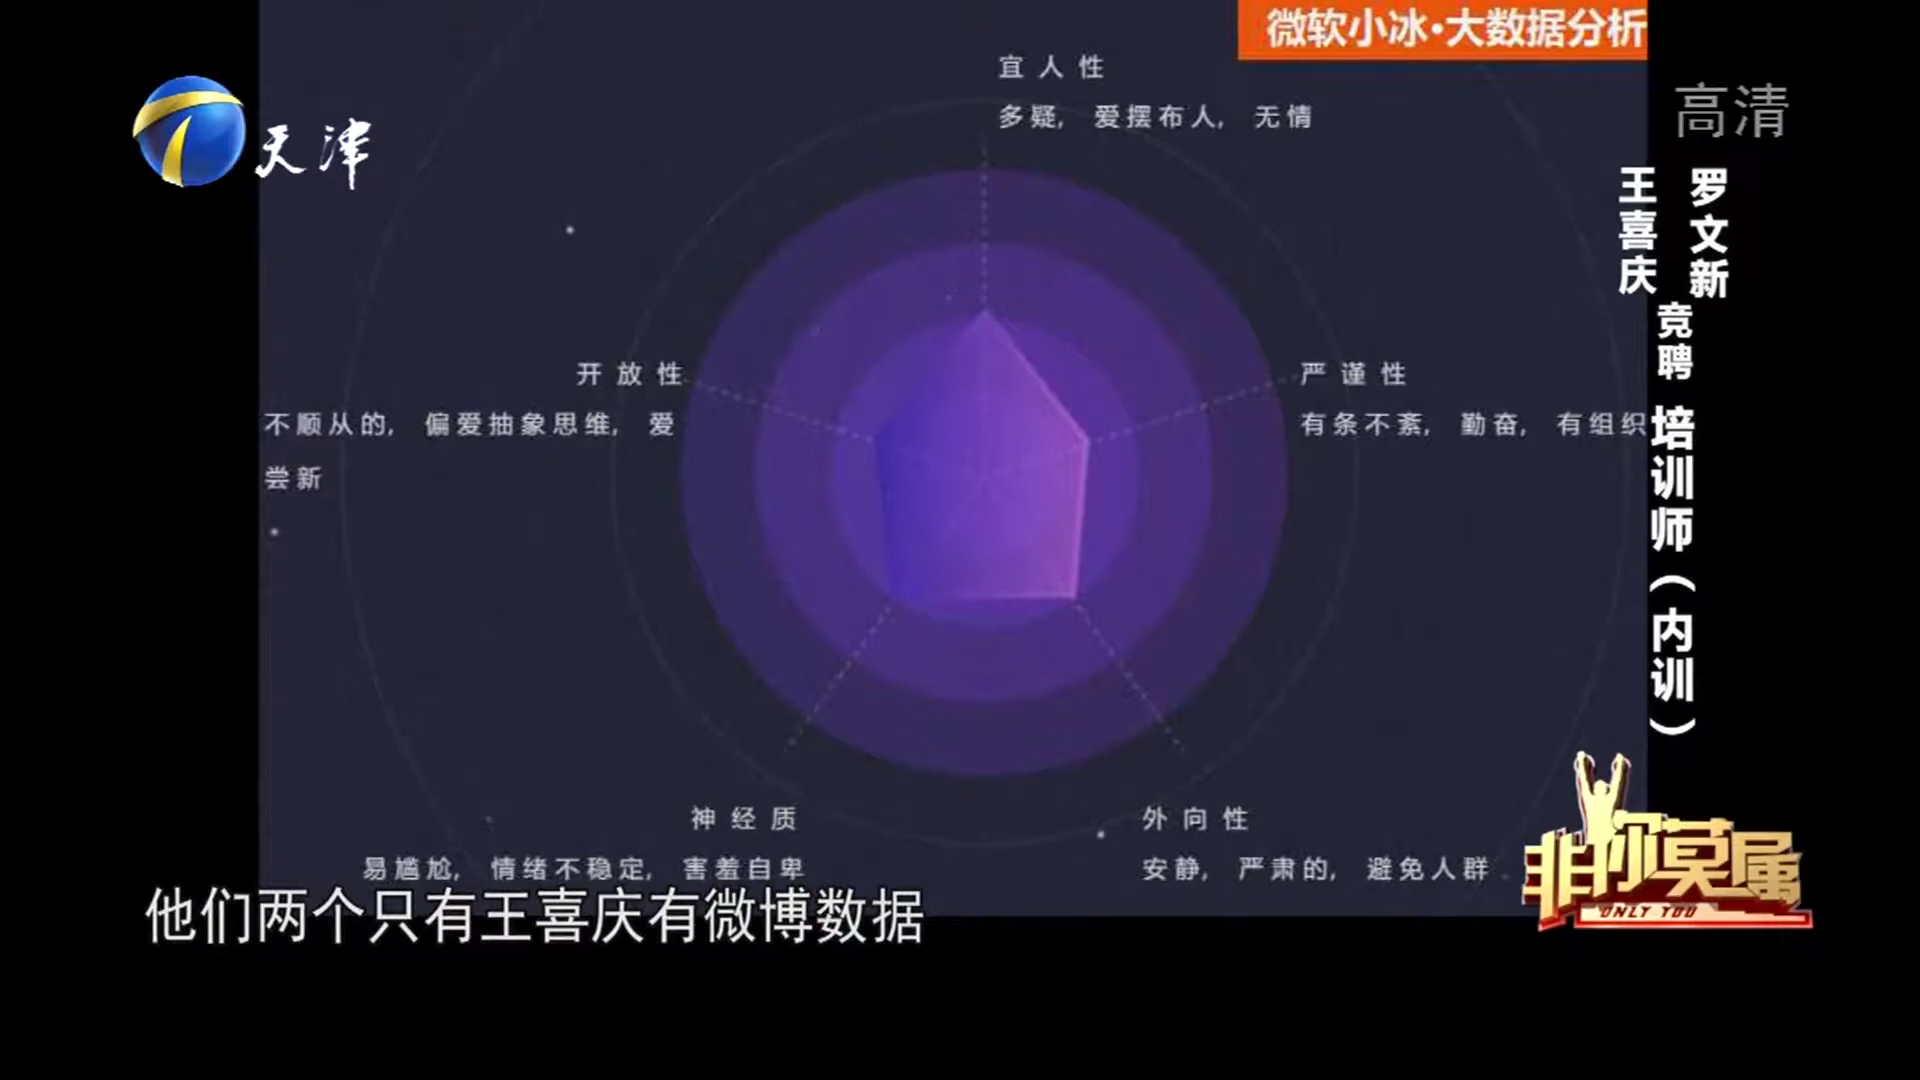 微软小冰·大数据分析
宜人性
多疑, 爱摆布人, 无情
高清
天津
罗文新
王喜庆
竞聘
培训师（内训）
开放性
不顺从的, 偏爱抽象思维, 爱
尝新
严谨性
有条不紊, 勤奋, 有组织
神经质
易尴尬, 情绪不稳定, 害羞自卑
外向性
安静, 严肃的, 避免人群
非你莫属
ONLY YOU
他们两个只有王喜庆有微博数据